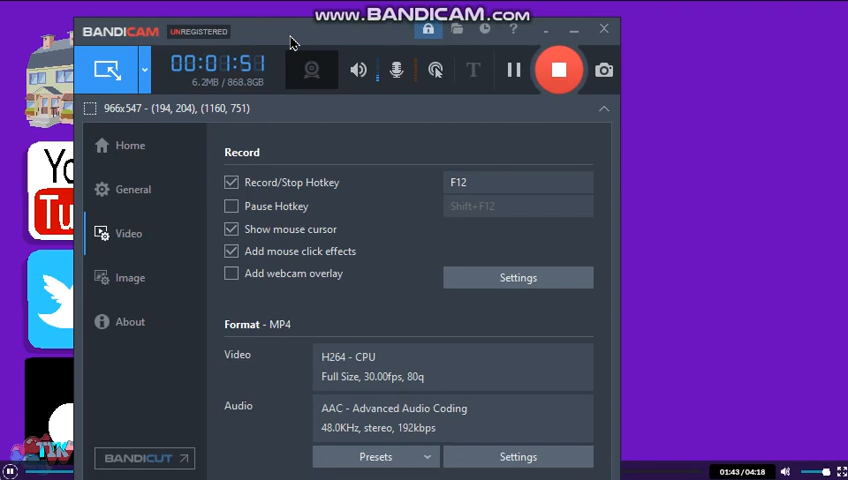 www.BANDICAM.com
BANDICAM UNREGISTERED
?
00:01:51
6.2MB / 868.8GB
T
966x547 - (194, 204), (1160, 751)
Home
General
Video
Image
About
BANDICUT
Record
Record/Stop Hotkey F12
Pause Hotkey Shift+F12
Show mouse cursor
Add mouse click effects
Add webcam overlay
Settings
Format - MP4
Video
H264 - CPU
Full Size, 30.00fps, 80q
Audio
AAC - Advanced Audio Coding
48.0KHz, stereo, 192kbps
Presets
Settings
Yo
Tu
01:43 / 04:18